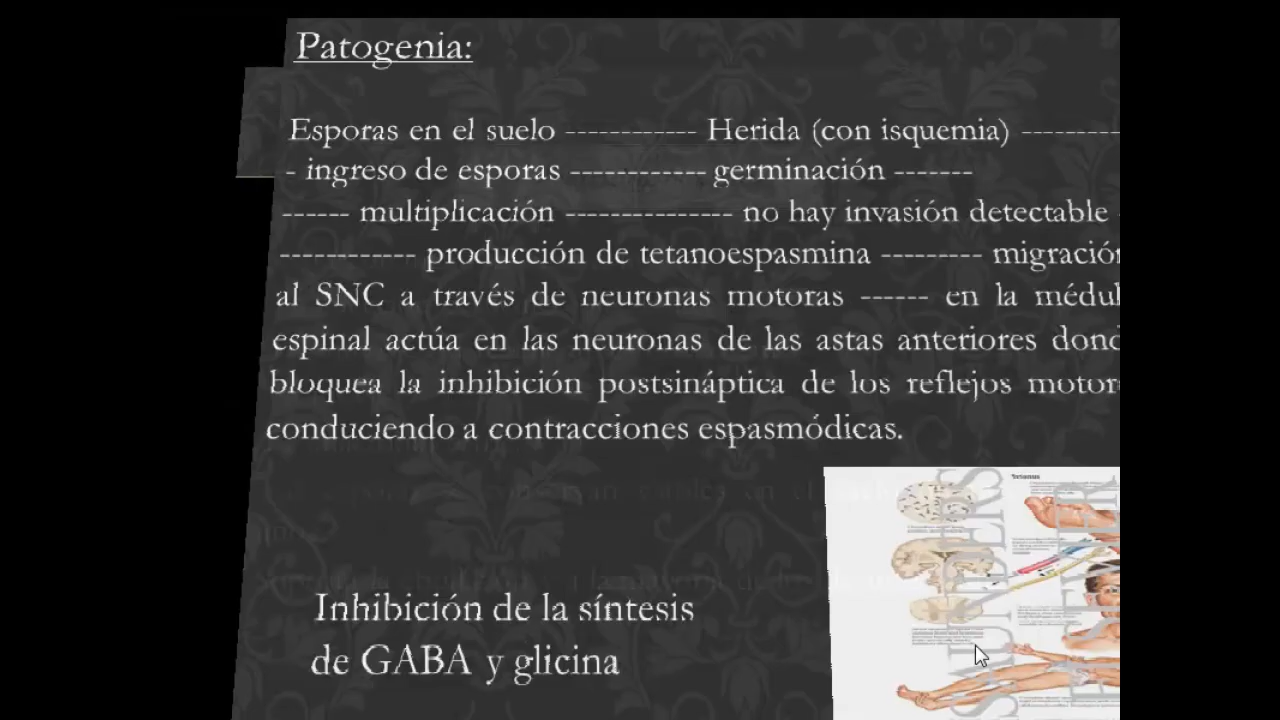 Patogenia:
Esporas en el suelo ------------ Herida (con isquemia) ---------
- ingreso de esporas ------------ germinación -------
------ multiplicación --------------- no hay invasión detectable -
------------ producción de tetanoespasmina --------- migración
al SNC a través de neuronas motoras ------ en la médul
espinal actúa en las neuronas de las astas anteriores dond
bloquea la inhibición postsináptica de los reflejos motor
conduciendo a contracciones espasmódicas.
Inhibición de la síntesis
de GABA y glicina
Tetanus
SAUNDERS